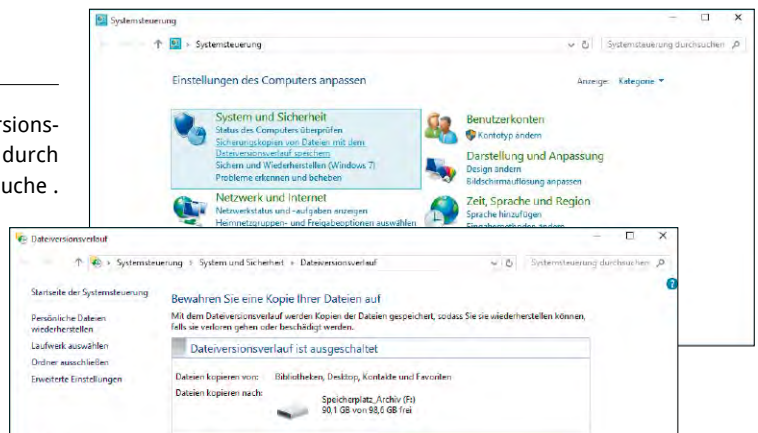 Systemsteuerung
Systemsteuerung
Systemsteuerung durchsuchen
Einstellungen des Computers anpassen
Anzeige: Kategorie
System und Sicherheit
Status des Computers überprüfen
Sicherungskopien von Dateien mit dem
Dateiversionsverlauf speichern
Sichern und Wiederherstellen (Windows 7)
Probleme erkennen und beheben
Netzwerk und Internet
Netzwerkstatus und -aufgaben anzeigen
Heimnetzgruppen- und Freigabeoptionen auswählen
Benutzerkonten
Kontotyp ändern
Darstellung und Anpassung
Design ändern
Bildschirmauflösung anpassen
Zeit, Sprache und Region
Sprache hinzufügen
Eingabemethoden ändern
ersions-
durch
uche .
Dateiversionsverlauf
Systemsteuerung › System und Sicherheit › Dateiversionsverlauf
Systemsteuerung durchsuchen
Startseite der Systemsteuerung
Persönliche Dateien
wiederherstellen
Laufwerk auswählen
Ordner ausschließen
Erweiterte Einstellungen
Bewahren Sie eine Kopie Ihrer Dateien auf
Mit dem Dateiversionsverlauf werden Kopien der Dateien gespeichert, sodass Sie sie wiederherstellen können,
falls sie verloren gehen oder beschädigt werden.
Dateiversionsverlauf ist ausgeschaltet
Dateien kopieren von: Bibliotheken, Desktop, Kontakte und Favoriten
Dateien kopieren nach: Speicherplatz_Archiv (F:)
90,1 GB von 98,6 GB frei